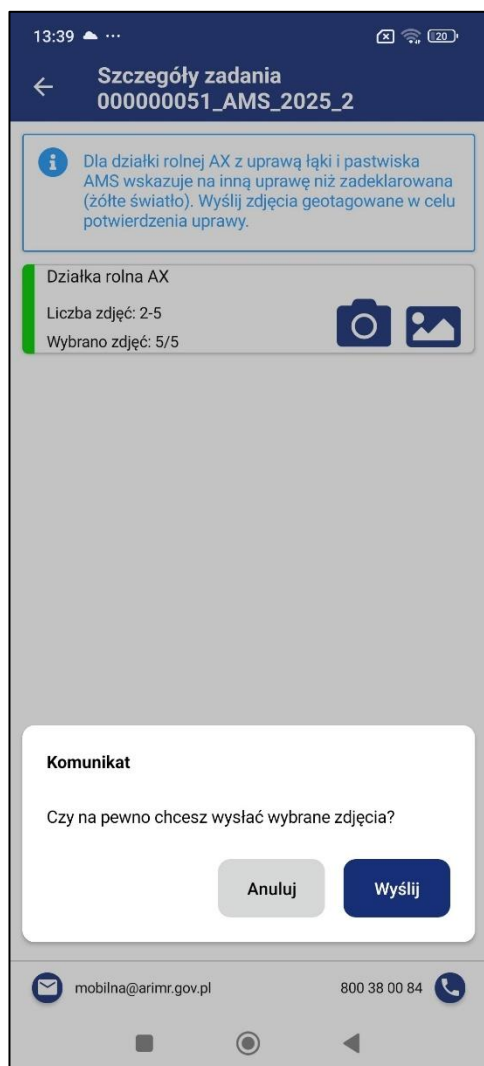 13:39 ...
20
Szczegóły zadania
000000051_AMS_2025_2
Dla działki rolnej AX z uprawą łąki i pastwiska
AMS wskazuje na inną uprawę niż zadeklarowana
(żółte światło). Wyślij zdjęcia geotagowane w celu
potwierdzenia uprawy.
Działka rolna AX
Liczba zdjęć: 2-5
Wybrano zdjęć: 5/5
Komunikat
Czy na pewno chcesz wysłać wybrane zdjęcia?
Anuluj
Wyślij
mobilna@arimr.gov.pl
800 38 00 84